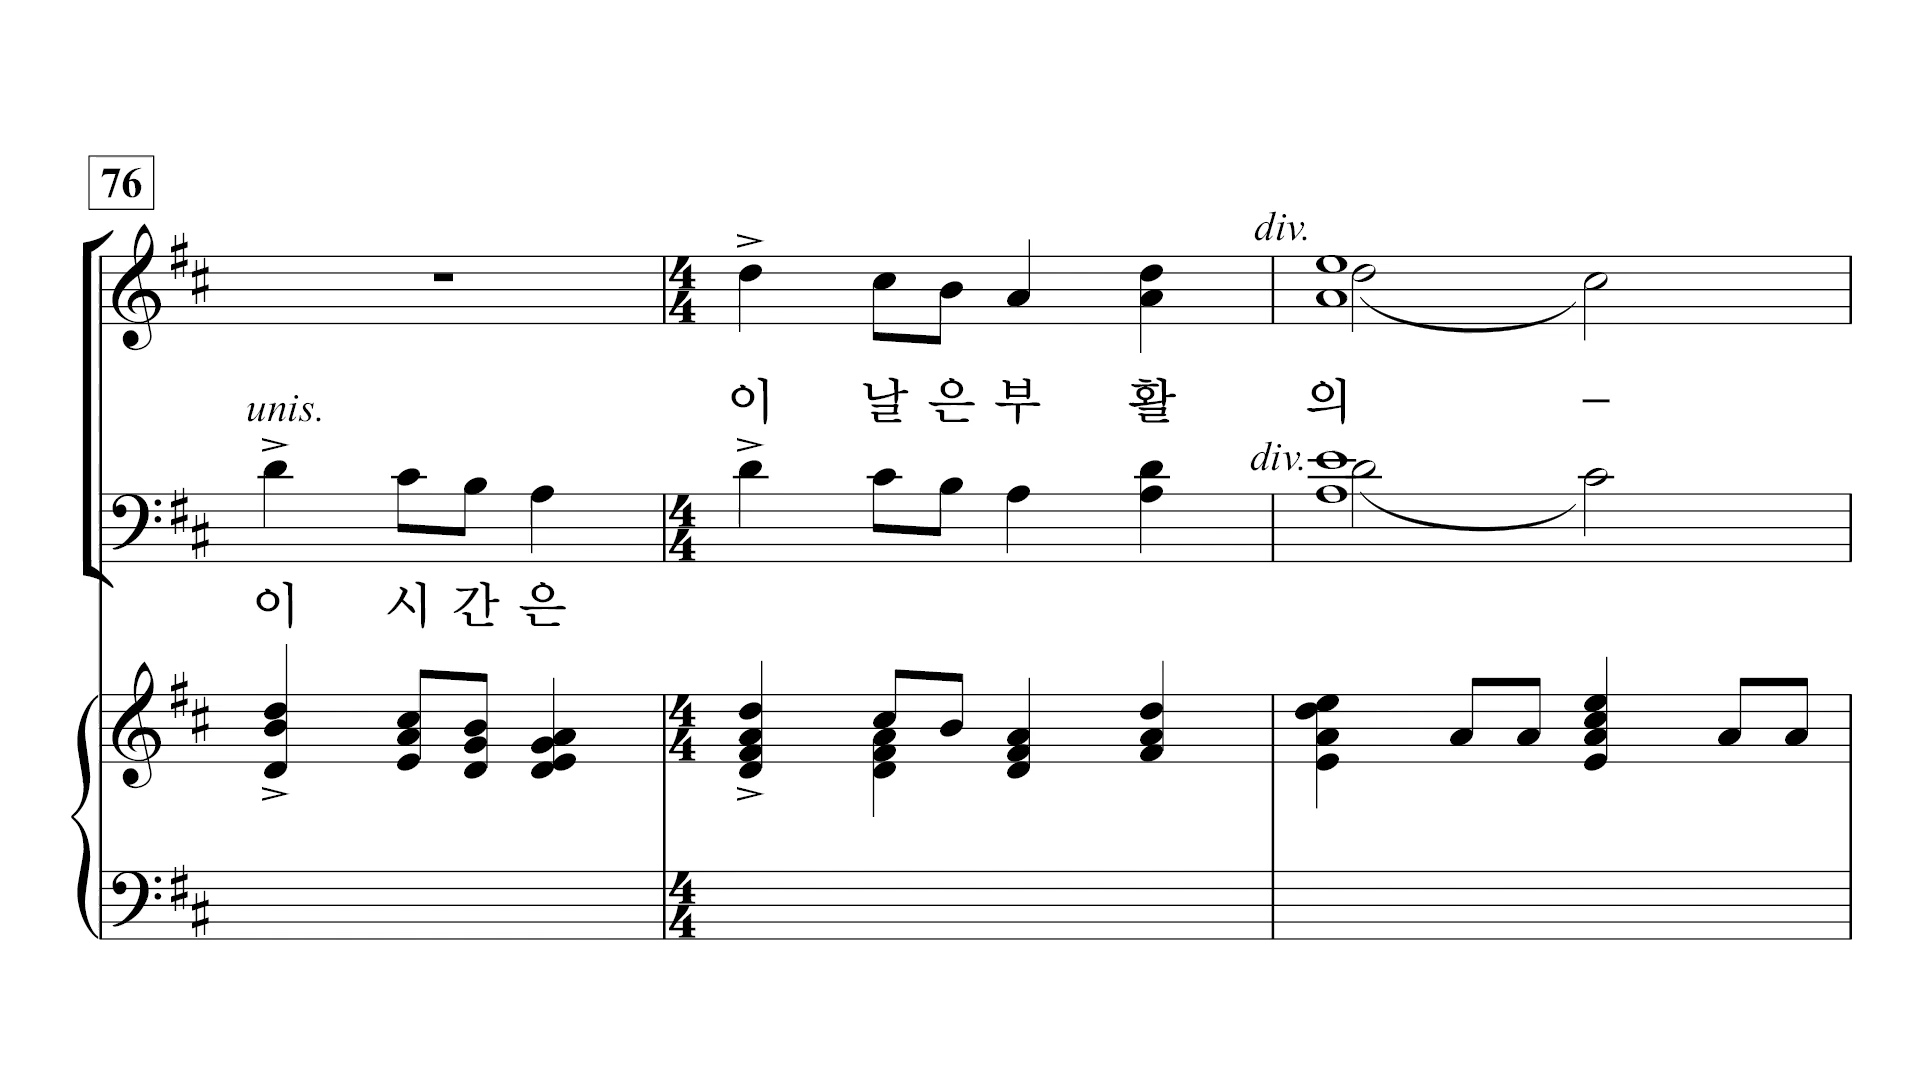 76
div.
이 날 은 부 활 의 –
unis.
div.
이 시 간 은